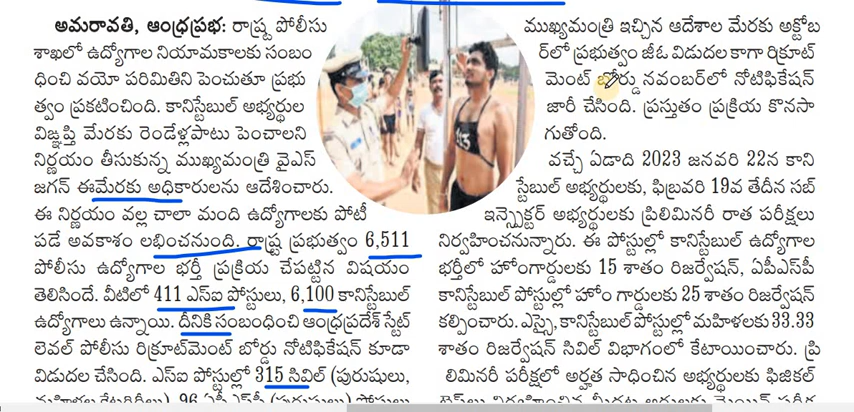 అమరావతి, ఆంధ్రప్రభ: రాష్ట్ర పోలీసు
శాఖలో ఉద్యోగాల నియామకాలకు సంబం
ధించి వయో పరిమితిని పెంచుతూ ప్రభు
త్వం ప్రకటించింది. కానిస్టేబుల్ అభ్యర్థుల
విజ్ఞప్తి మేరకు రెండేళ్లపాటు పెంచాలని
నిర్ణయం తీసుకున్న ముఖ్యమంత్రి వైఎస్
జగన్ ఈమేరకు అధికారులను ఆదేశించారు.
ఈ నిర్ణయం వల్ల చాలా మంది ఉద్యోగాలకు పోటీ
పడే అవకాశం లభించనుంది. రాష్ట్ర ప్రభుత్వం 6,511
పోలీసు ఉద్యోగాల భర్తీ ప్రక్రియ చేపట్టిన విషయం
తెలిసిందే. వీటిలో 411 ఎస్ఐ పోస్టులు, 6,100 కానిస్టేబుల్
ఉద్యోగాలు ఉన్నాయి. దీనికి సంబంధించి ఆంధ్రప్రదేశ్ స్టేట్
లెవల్ పోలీసు రిక్రూట్‌మెంట్ బోర్డు నోటిఫికేషన్ కూడా
విడుదల చేసింది. ఎస్ఐ పోస్టుల్లో 315 సివిల్ (పురుషులు,
ముఖ్యమంత్రి ఇచ్చిన ఆదేశాల మేరకు అక్టోబ
ర్‌లో ప్రభుత్వం జీఓ విడుదల కాగా రిక్రూట్
మెంట్ బోర్డు నవంబర్‌లో నోటిఫికేషన్
జారీ చేసింది. ప్రస్తుతం ప్రక్రియ కొనసా
గుతోంది.
వచ్చే ఏడాది 2023 జనవరి 22న కాని
స్టేబుల్ అభ్యర్థులకు, ఫిబ్రవరి 19వ తేదీన సబ్
ఇన్స్పెక్టర్ అభ్యర్థులకు ప్రిలిమినరీ రాత పరీక్షలు
నిర్వహించనున్నారు. ఈ పోస్టుల్లో కానిస్టేబుల్ ఉద్యోగాల
భర్తీలో హోంగార్డులకు 15 శాతం రిజర్వేషన్, ఏపీఎస్‌పీ
కానిస్టేబుల్ పోస్టుల్లో హోం గార్డులకు 25 శాతం రిజర్వేషన్
కల్పించారు. ఎస్సై, కానిస్టేబుల్ పోస్టుల్లో మహిళలకు 33.33
శాతం రిజర్వేషన్ సివిల్ విభాగంలో కేటాయించారు. ప్రి
లిమినరీ పరీక్షలో అర్హత సాధించిన అభ్యర్థులకు ఫిజికల్